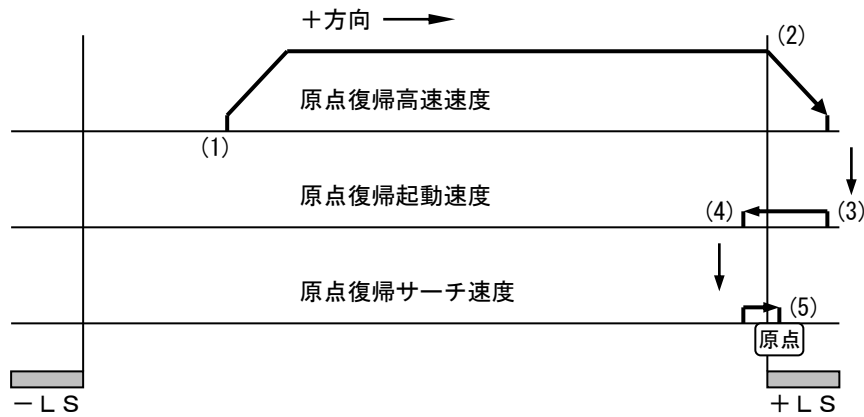 ＋方向
(2)
原点復帰高速速度
(1)
原点復帰起動速度
(4)
(3)
原点復帰サーチ速度
(5)
原点
－ＬＳ
＋ＬＳ